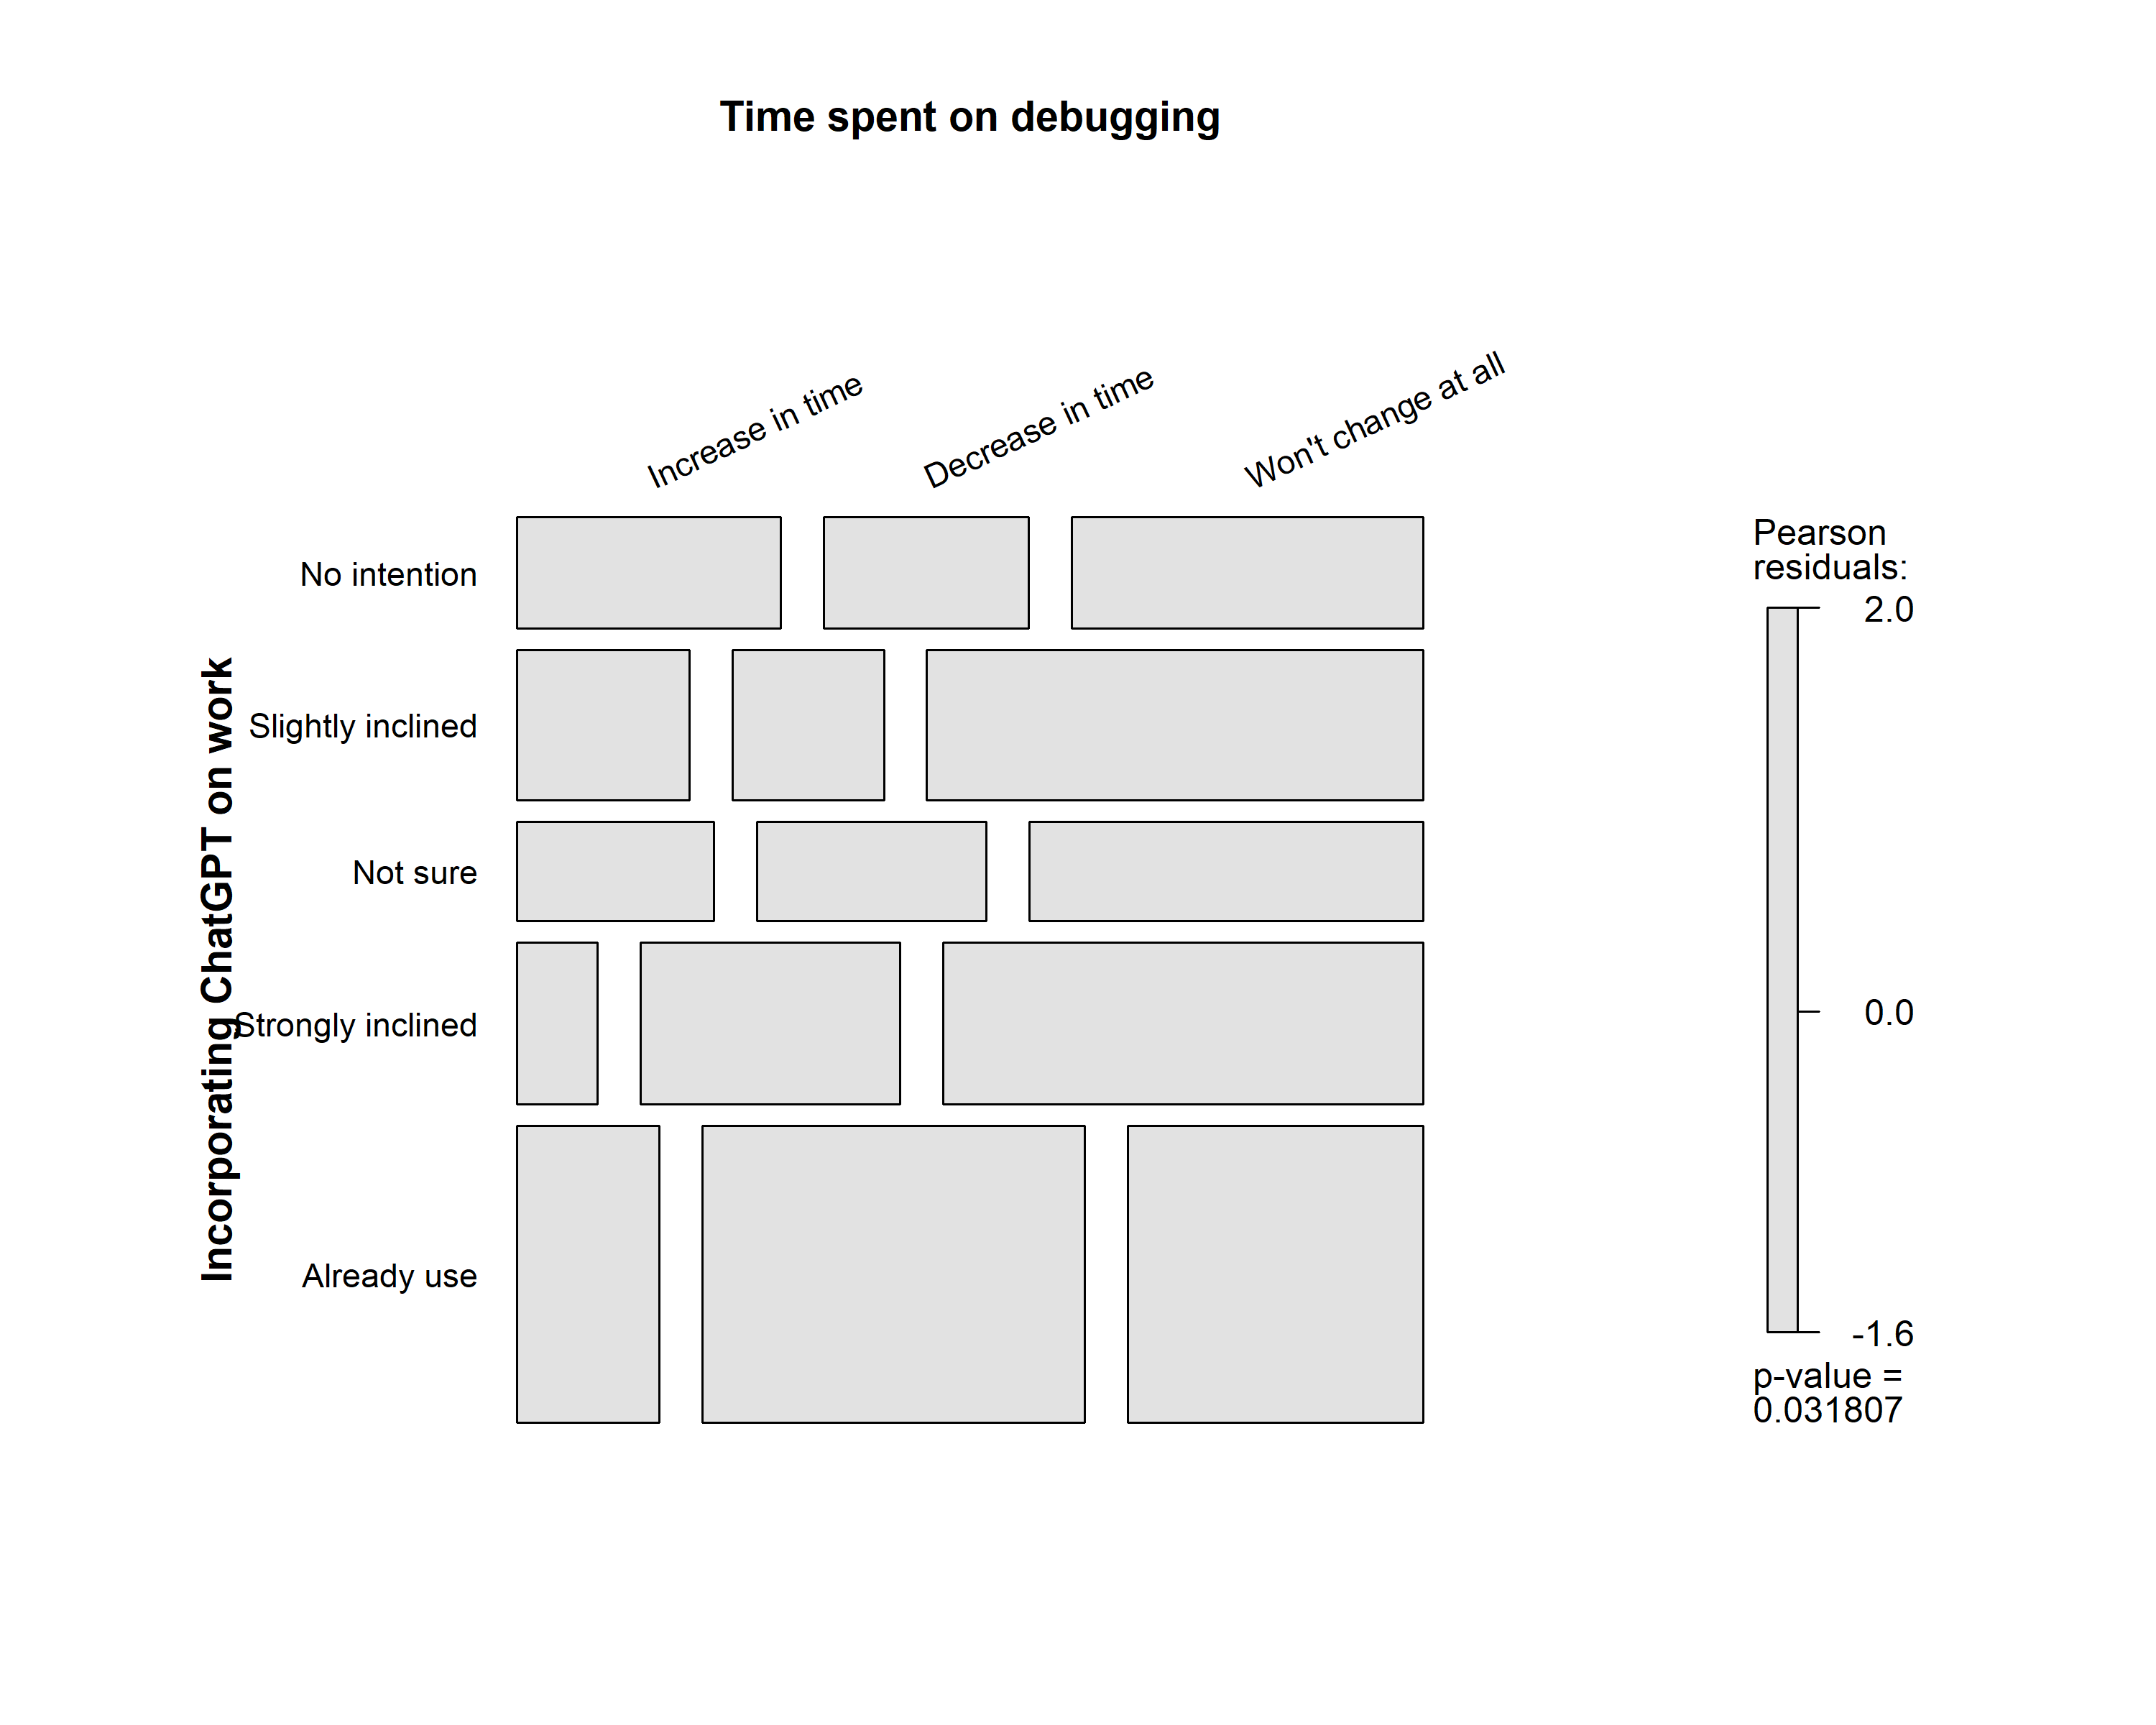 Time spent on debugging
Increase in time
Decrease in time
Won't change at all
Incorporating ChatGPT on work
No intention
Slightly inclined
Not sure
Strongly inclined
Already use
Pearson
residuals:
2.0
0.0
-1.6
p-value =
0.031807